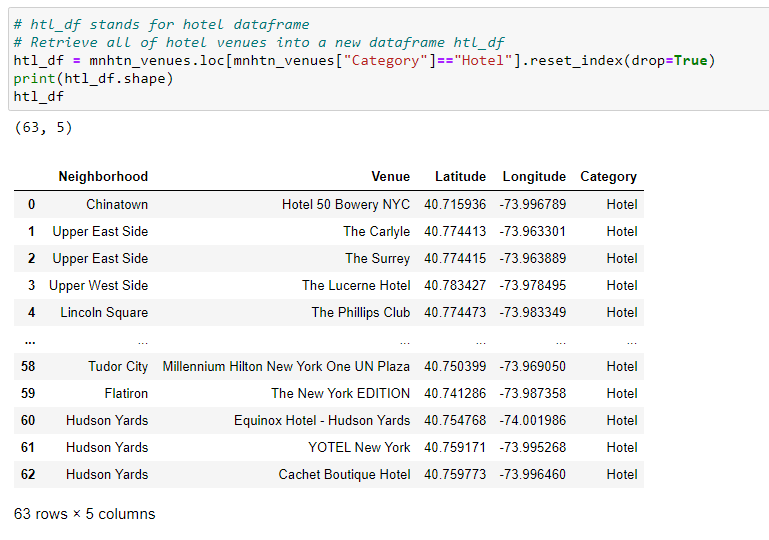 # htl_df stands for hotel dataframe
# Retrieve all of hotel venues into a new dataframe htl_df
htl_df = mnhtn_venues.loc[mnhtn_venues["Category"]=="Hotel"].reset_index(drop=True)
print(htl_df.shape)
htl_df
(63, 5)
Neighborhood Venue Latitude Longitude Category
0 Chinatown Hotel 50 Bowery NYC 40.715936 -73.996789 Hotel
1 Upper East Side The Carlyle 40.774413 -73.963301 Hotel
2 Upper East Side The Surrey 40.774415 -73.963889 Hotel
3 Upper West Side The Lucerne Hotel 40.783427 -73.978495 Hotel
4 Lincoln Square The Phillips Club 40.774473 -73.983349 Hotel
... ... ... ... ... ...
58 Tudor City Millennium Hilton New York One UN Plaza 40.750399 -73.969050 Hotel
59 Flatiron The New York EDITION 40.741286 -73.987358 Hotel
60 Hudson Yards Equinox Hotel - Hudson Yards 40.754768 -74.001986 Hotel
61 Hudson Yards YOTEL New York 40.759171 -73.995268 Hotel
62 Hudson Yards Cachet Boutique Hotel 40.759773 -73.996460 Hotel
63 rows × 5 columns